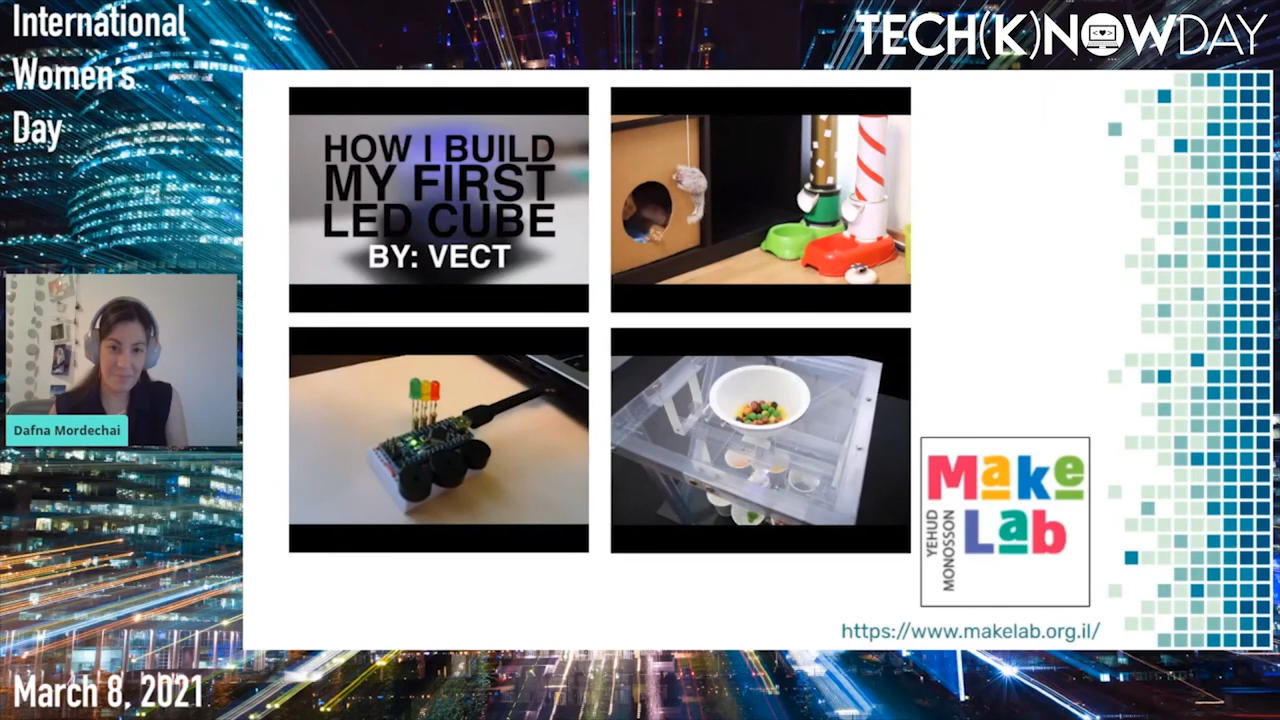 International
Women's
Day
TECH(K)NOWDAY
HOW I BUILD
MY FIRST
LED CUBE
BY: VECT
Dafna Mordechai
Make
Lab
YEHUD
MONOSSON
https://www.makelab.org.il/
March 8, 2021